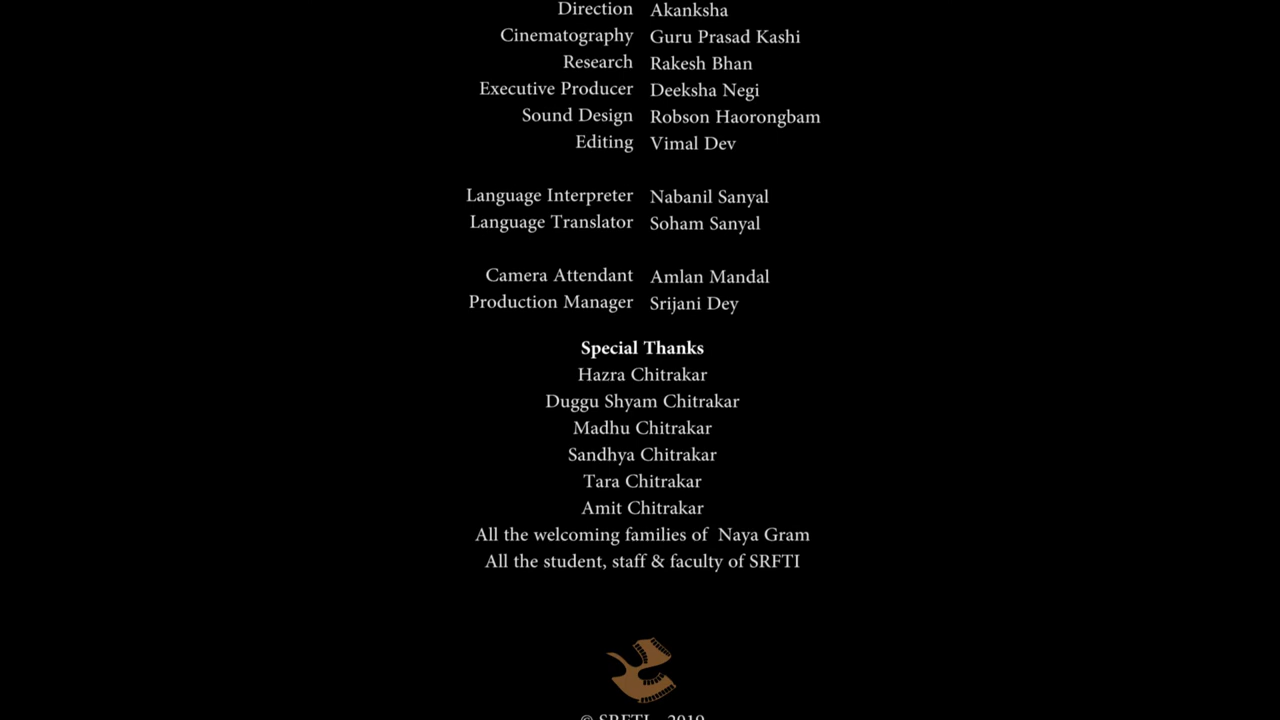 Direction Akanksha
Cinematography Guru Prasad Kashi
Research Rakesh Bhan
Executive Producer Deeksha Negi
Sound Design Robson Haorongbam
Editing Vimal Dev
Language Interpreter Nabanil Sanyal
Language Translator Soham Sanyal
Camera Attendant Amlan Mandal
Production Manager Srijani Dey
Special Thanks
Hazra Chitrakar
Duggu Shyam Chitrakar
Madhu Chitrakar
Sandhya Chitrakar
Tara Chitrakar
Amit Chitrakar
All the welcoming families of Naya Gram
All the student, staff & faculty of SRFTI
© SRFTI 2019